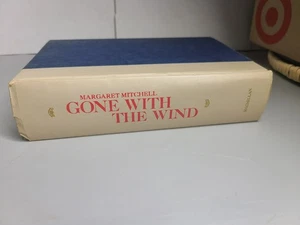 MARGARET MITCHELL
GONE WITH
THE WIND